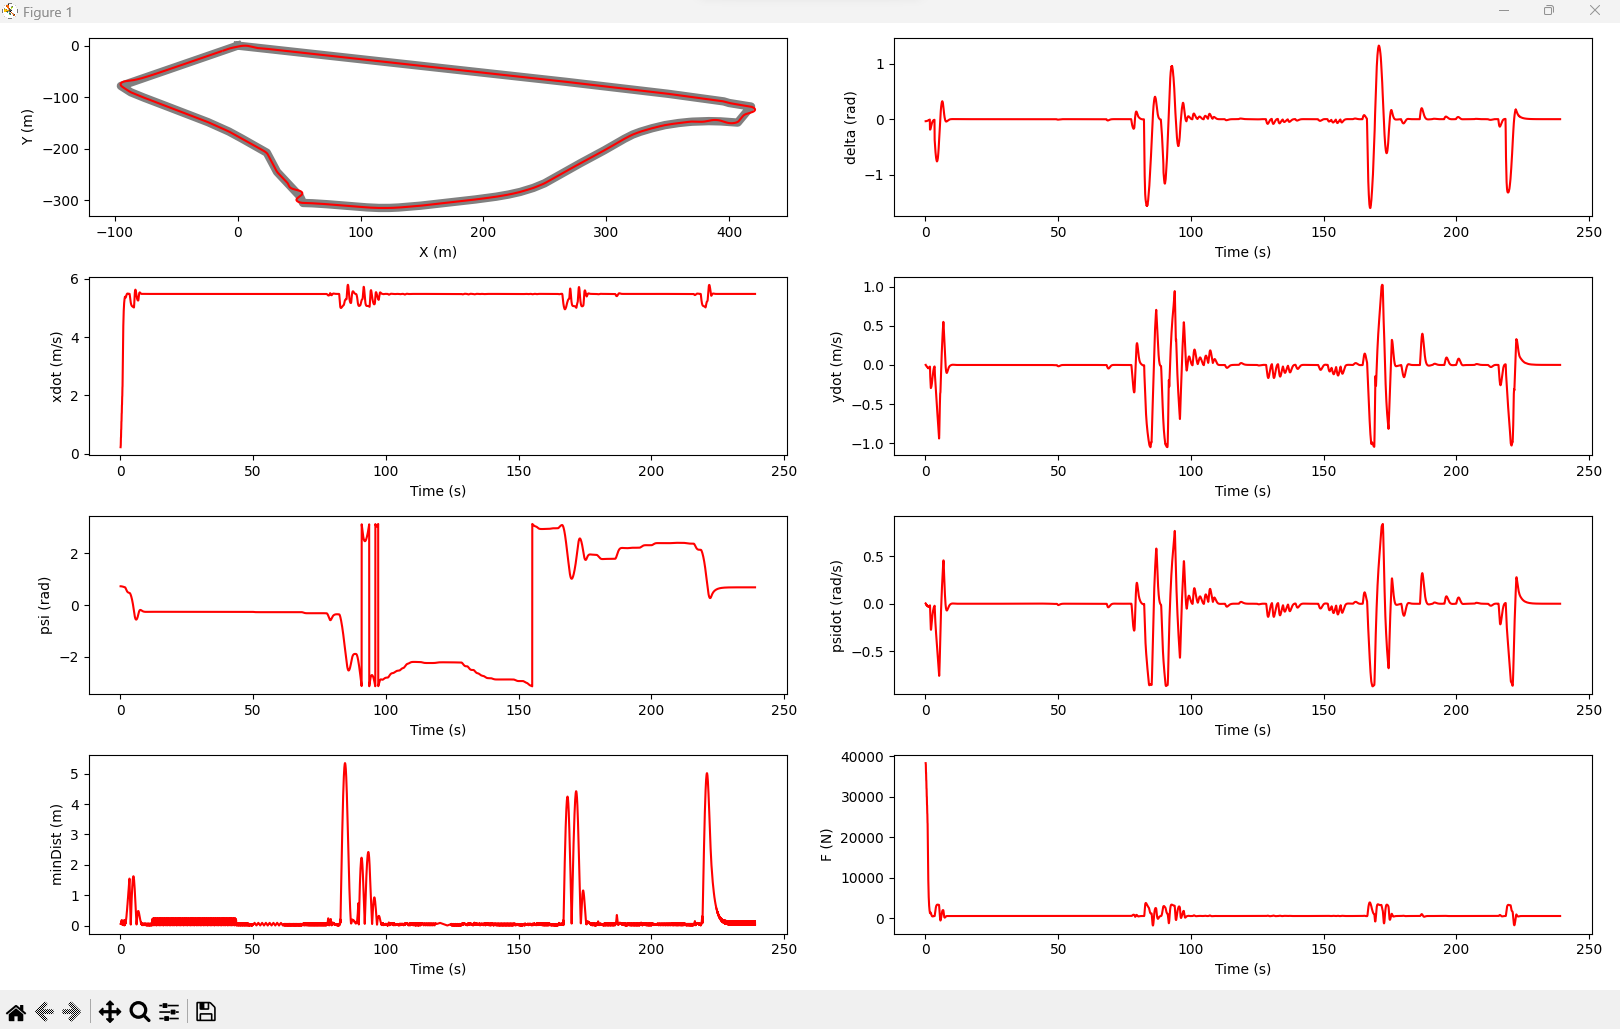 Figure 1
0
−100
−200
−300
Y (m)
−100 0 100 200 300 400
X (m)
1
0
−1
delta (rad)
0 50 100 150 200 250
Time (s)
6
4
2
0
xdot (m/s)
0 50 100 150 200 250
Time (s)
1.0
0.5
0.0
−0.5
−1.0
ydot (m/s)
0 50 100 150 200 250
Time (s)
2
0
−2
psi (rad)
0 50 100 150 200 250
Time (s)
0.5
0.0
−0.5
psidot (rad/s)
0 50 100 150 200 250
Time (s)
5
4
3
2
1
0
minDist (m)
0 50 100 150 200 250
Time (s)
40000
30000
20000
10000
0
F (N)
0 50 100 150 200 250
Time (s)